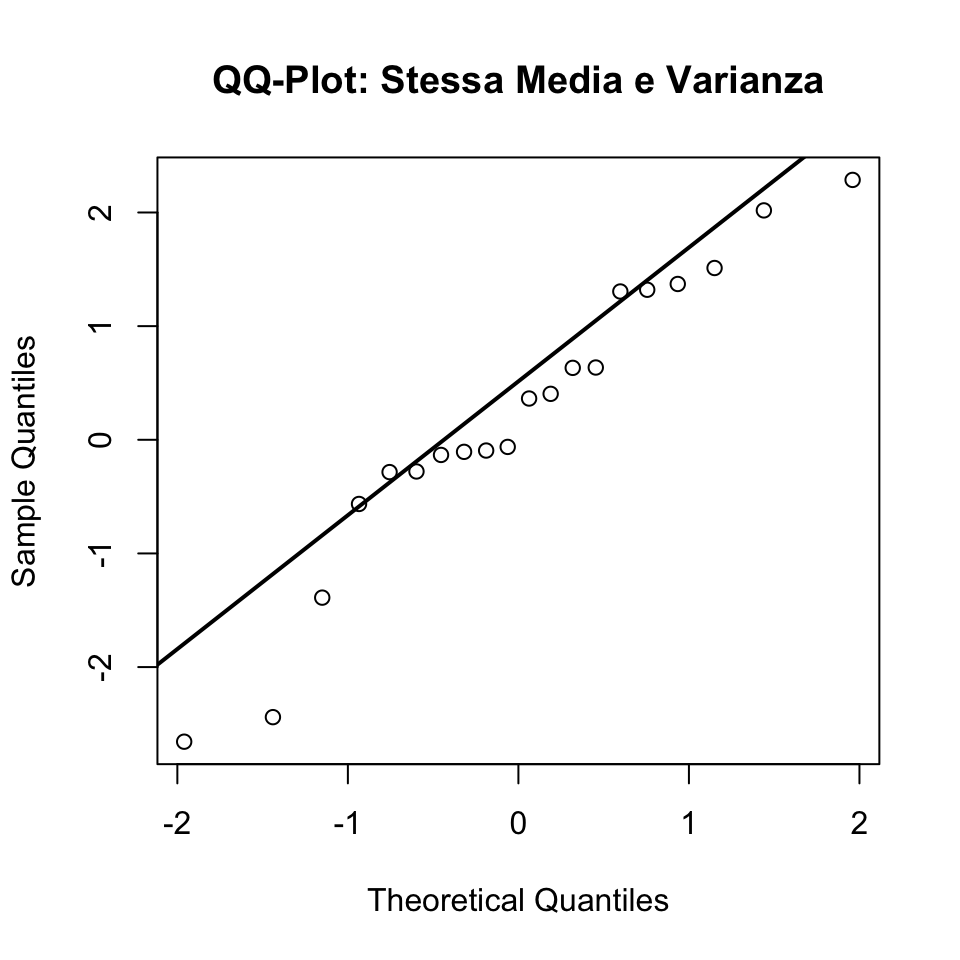 QQ-Plot: Stessa Media e Varianza
Sample Quantiles
2
1
0
-1
-2
-2 -1 0 1 2
Theoretical Quantiles